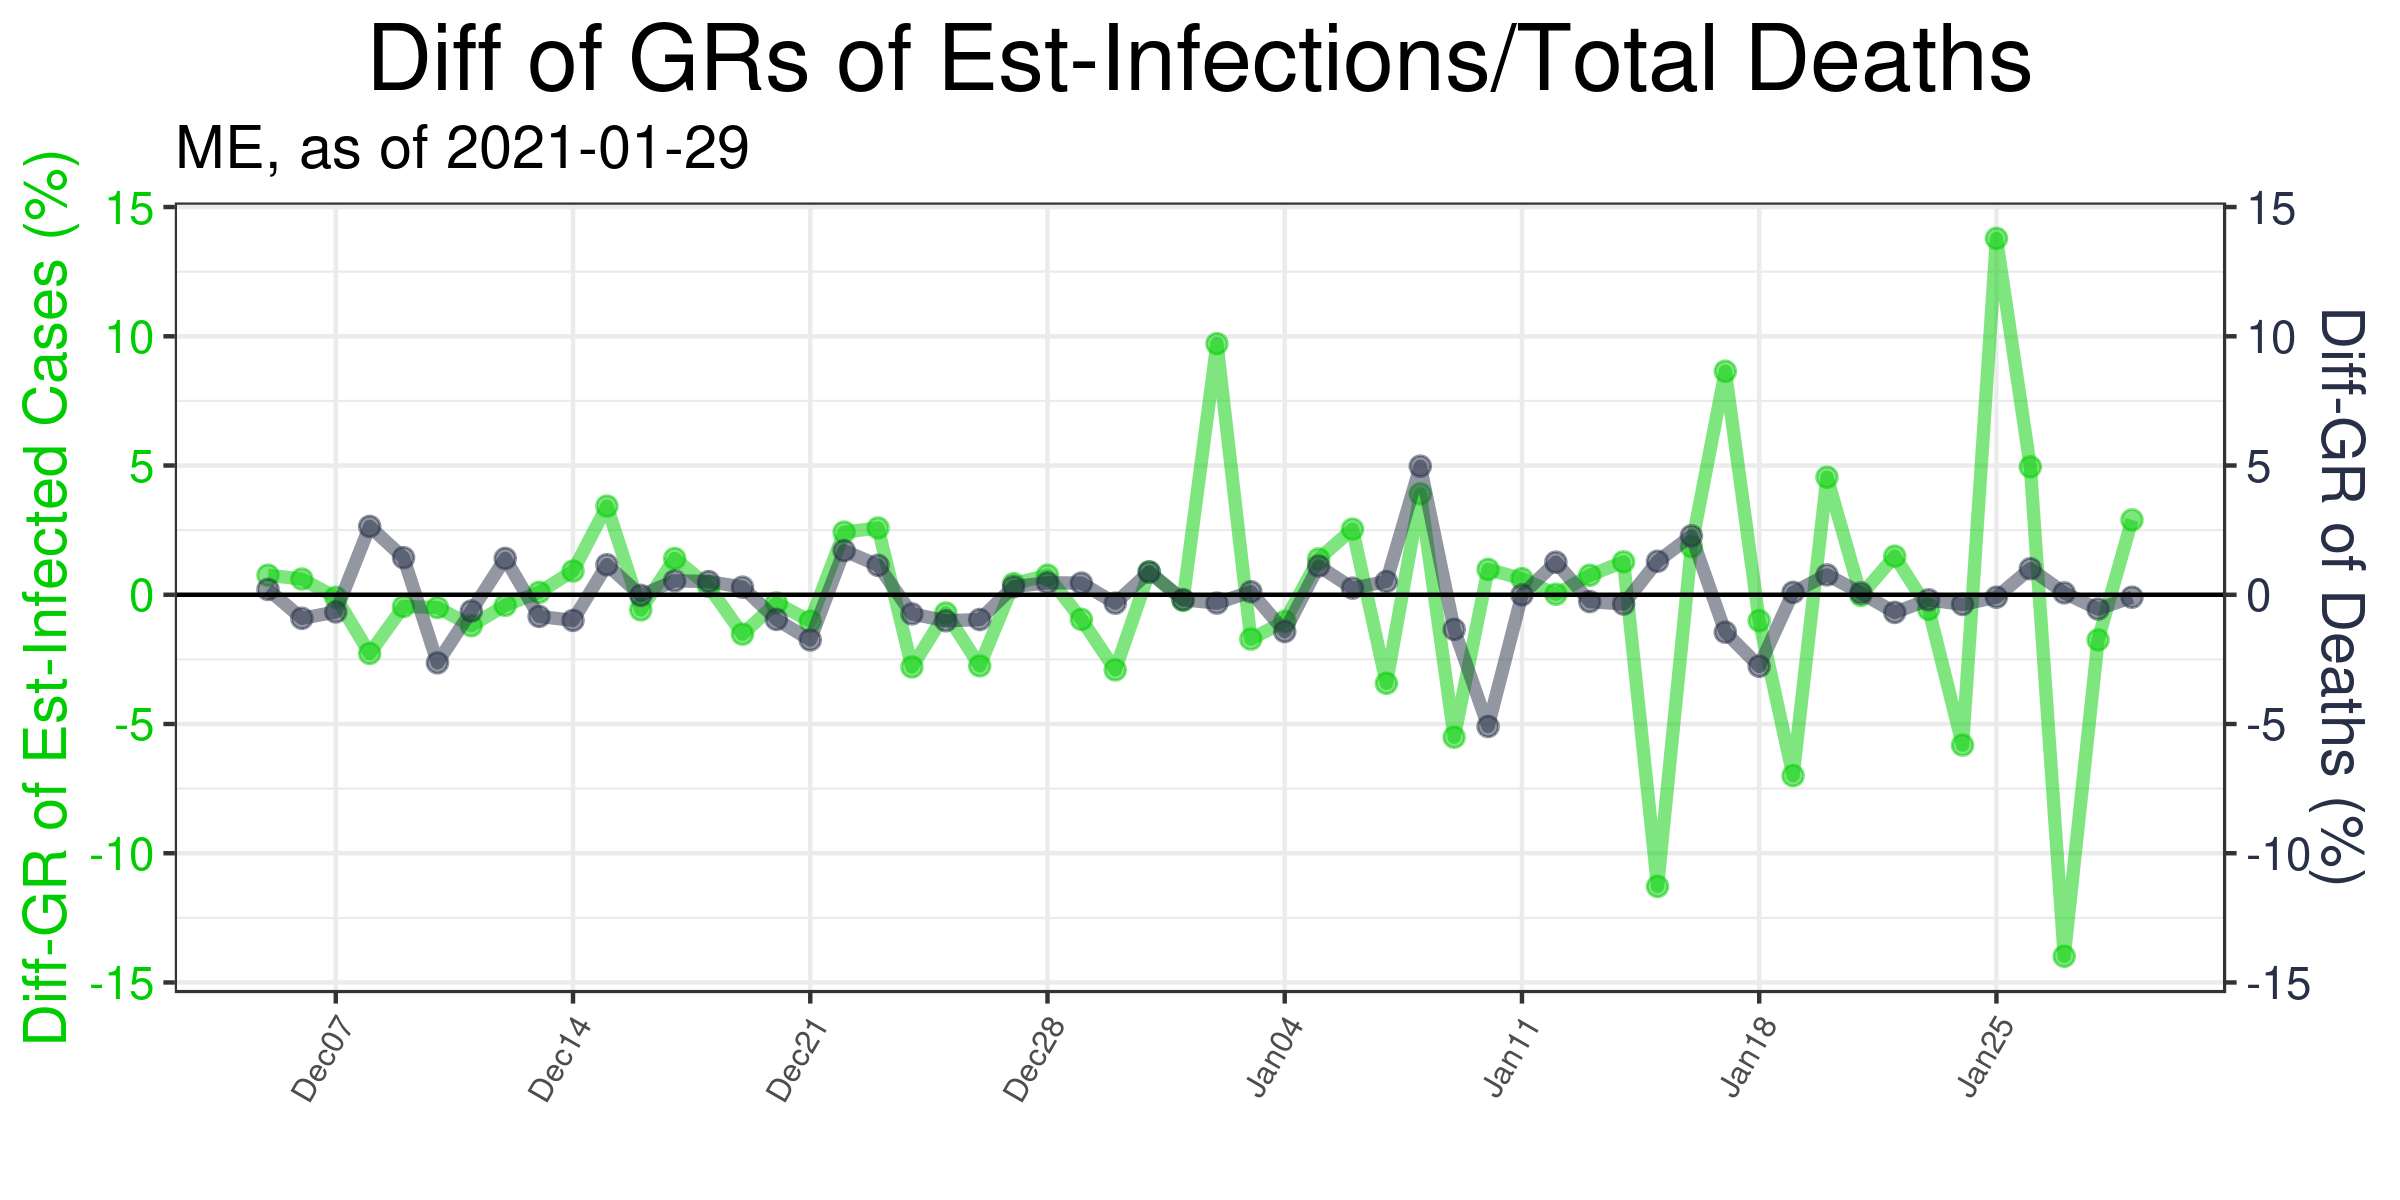 Diff of GRs of Est-Infections/Total Deaths
ME, as of 2021-01-29
Diff-GR of Est-Infected Cases (%)
15
10
5
0
-5
-10
-15
15
10
5
0
-5
-10
-15
Diff-GR of Deaths (%)
Dec07
Dec14
Dec21
Dec28
Jan04
Jan11
Jan18
Jan25